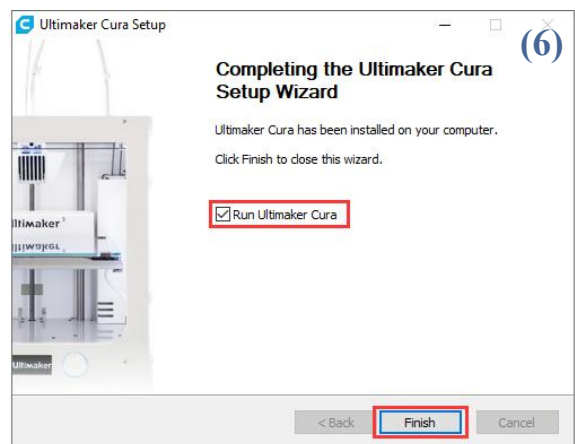 Ultimaker Cura Setup
(6)
Completing the Ultimaker Cura
Setup Wizard
Ultimaker Cura has been installed on your computer.
Click Finish to close this wizard.
Run Ultimaker Cura
ltimaker³
Ultimaker
< Back
Finish
Cancel